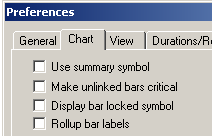 Preferences
General Chart View Durations/R
Use summary symbol
Make unlinked bars critical
Display bar locked symbol
Rollup bar labels